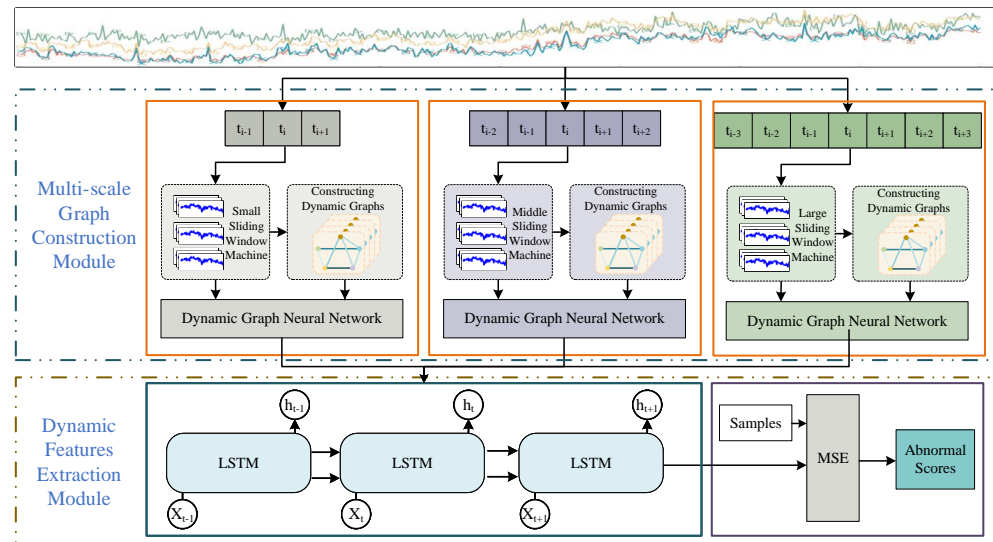 Multi-scale
Graph
Construction
Module
t_{i-1} t_i t_{i+1}
Small
Sliding
Window
Machine
Constructing
Dynamic Graphs
Dynamic Graph Neural Network
t_{i-2} t_{i-1} t_i t_{i+1} t_{i+2}
Middle
Sliding
Window
Machine
Constructing
Dynamic Graphs
Dynamic Graph Neural Network
t_{i-3} t_{i-2} t_{i-1} t_i t_{i+1} t_{i+2} t_{i+3}
Large
Sliding
Window
Machine
Constructing
Dynamic Graphs
Dynamic Graph Neural Network
Dynamic
Features
Extraction
Module
h_{t-1} h_t h_{t+1}
LSTM LSTM LSTM
X_{t-1} X_t X_{t+1}
Samples
MSE
Abnormal
Scores